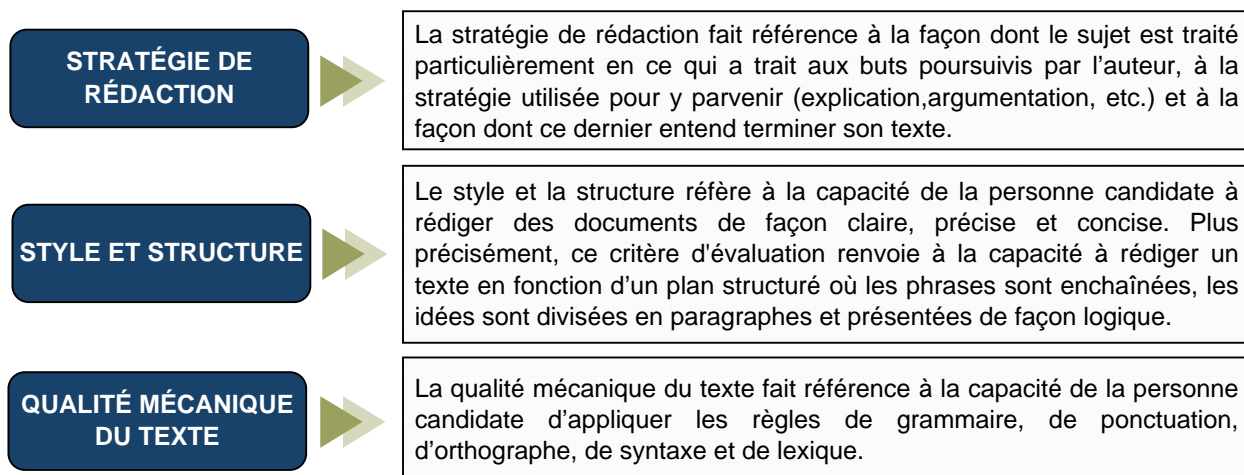 STRATÉGIE DE
RÉDACTION
La stratégie de rédaction fait référence à la façon dont le sujet est traité
particulièrement en ce qui a trait aux buts poursuivis par l’auteur, à la
stratégie utilisée pour y parvenir (explication,argumentation, etc.) et à la
façon dont ce dernier entend terminer son texte.
STYLE ET STRUCTURE
Le style et la structure réfère à la capacité de la personne candidate à
rédiger des documents de façon claire, précise et concise. Plus
précisément, ce critère d'évaluation renvoie à la capacité à rédiger un
texte en fonction d’un plan structuré où les phrases sont enchaînées, les
idées sont divisées en paragraphes et présentées de façon logique.
QUALITÉ MÉCANIQUE
DU TEXTE
La qualité mécanique du texte fait référence à la capacité de la personne
candidate d’appliquer les règles de grammaire, de ponctuation,
d’orthographe, de syntaxe et de lexique.